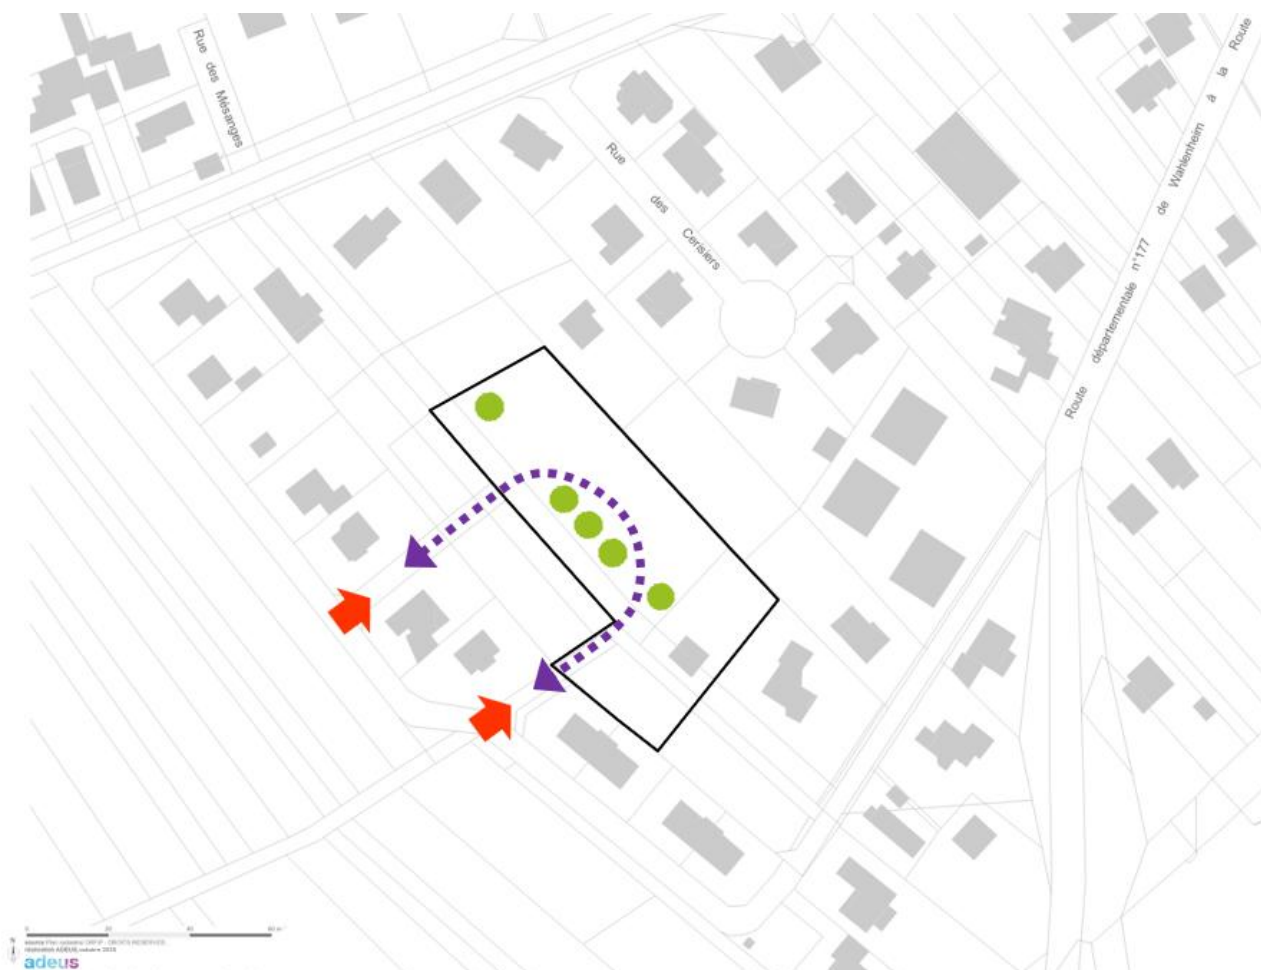 Rue des Mésanges
Rue des Cerisiers
Route départementale n°177 de Wahlenheim à la Route
adeus